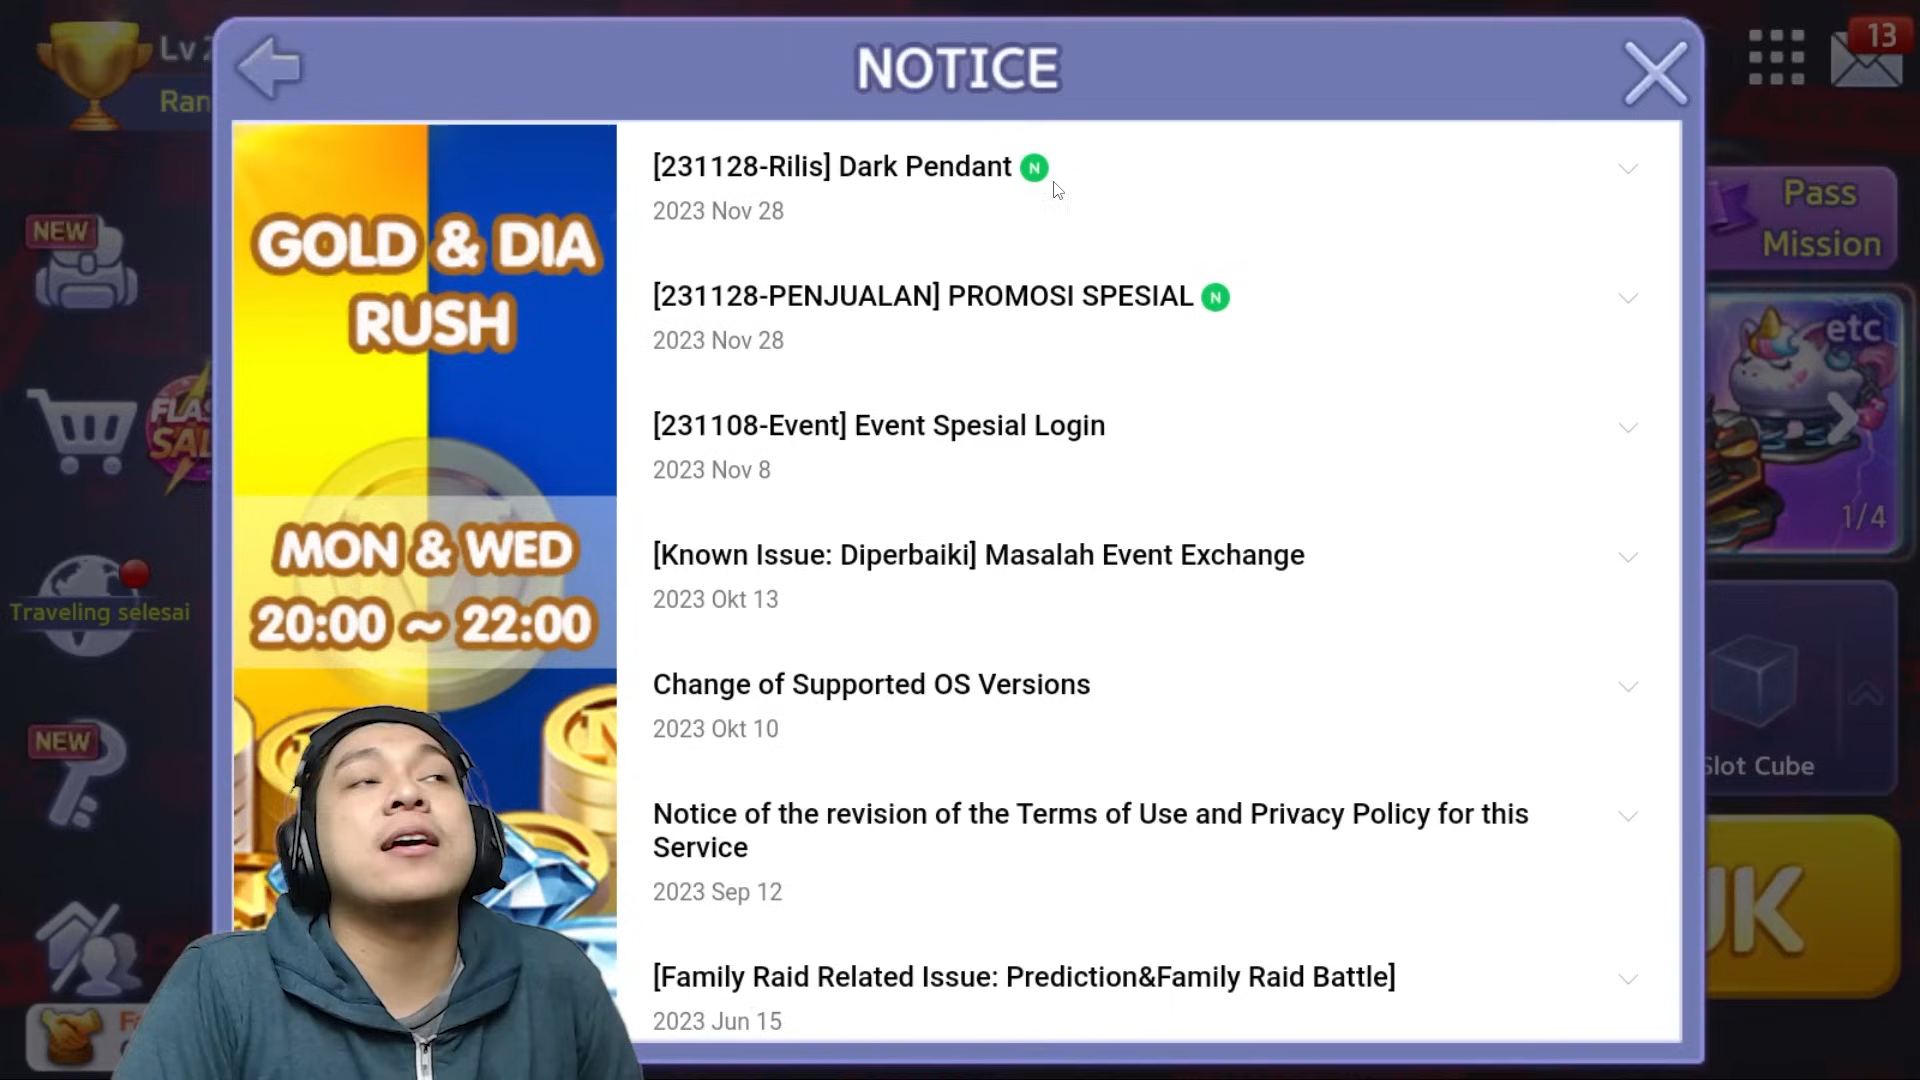 Lv
Ran
NOTICE
13
GOLD & DIA
RUSH
MON & WED
20:00 ~ 22:00
[231128-Rilis] Dark Pendant N
2023 Nov 28
[231128-PENJUALAN] PROMOSI SPESIAL N
2023 Nov 28
[231108-Event] Event Spesial Login
2023 Nov 8
[Known Issue: Diperbaiki] Masalah Event Exchange
2023 Okt 13
Change of Supported OS Versions
2023 Okt 10
Notice of the revision of the Terms of Use and Privacy Policy for this
Service
2023 Sep 12
[Family Raid Related Issue: Prediction&Family Raid Battle]
2023 Jun 15
NEW
Traveling selesai
NEW
Pass
Mission
etc
1/4
Slot Cube